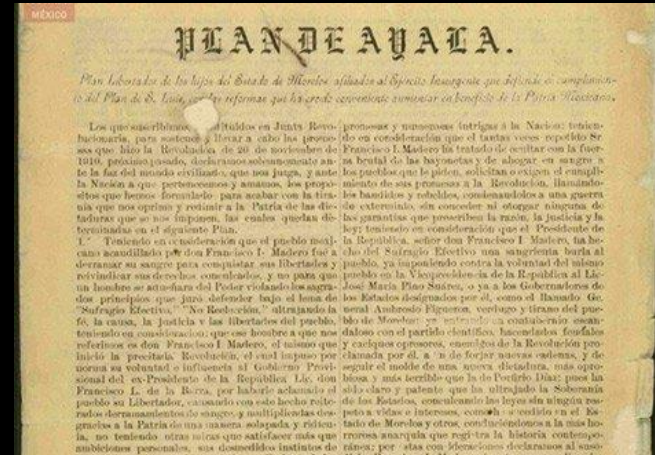 MÉXICO
PLAN DE AYALA.
Plan Libertador de los hijos del Estado de Morelos, afiliados al Ejército Insurgente que defiende el cumplimien-
to del Plan de S. Luis, con las reformas que ha creido conveniente aumentar en beneficio de la Patria Mexicana.
Los que suscribimos, constituidos en Junta Revo-
lucionaria, para sostener y llevar a cabo las prome-
sas que hizo la Revolución de 20 de noviembre de
1910, próximo pasado, declaramos solemnemente an-
te la faz del mundo civilizado, que nos juzga, y ante
la Nación a que pertenecemos y amamos, los propó-
sitos que hemos formulado para acabar con la tira-
nía que nos oprime y redimir a la Patria de las dic-
taduras que se nos imponen, las cuales quedan de-
terminadas en el siguiente Plan.
1.º Teniendo en consideración que el pueblo mexi-
cano acaudillado por don Francisco I. Madero fué a
derramar su sangre para conquistar sus libertades y
reivindicar sus derechos conculcados, y no para que
un hombre se adueñara del Poder violando los sagra-
dos principios que juró defender bajo el lema de
"Sufragio Efectivo," "No Reelección," ultrajando la
fé, la causa, la justicia y las libertades del pueblo,
teniendo en consideración: que ese hombre a que nos
referimos es don Francisco I. Madero, el mismo que
inició la precitada Revolución, el cual impuso por
norma su voluntad e influencia al Gobierno Provi-
sional del ex-Presidente de la República Lic. don
Francisco L. de la Barra, por haberle aclamado el
pueblo su Libertador, causando con este hecho reite-
rados derramamientos de sangre, y multiplicadas des-
gracias a la Patria de una manera solapada y ridícu-
la, no teniendo otras miras que satisfacer más que
ambiciones personales, sus desmedidos instintos de
promesas y numerosas intrigas a la Nación: tenien-
do en consideración que el tantas veces repetido Sr.
Francisco I. Madero ha tratado de ocultar con la fuer-
za brutal de las bayonetas y de ahogar en sangre a
los pueblos que le piden, solicitan o exigen el cumpli-
miento de sus promesas a la Revolución, llamándo-
los bandidos y rebeldes, condenándolos a una guerra
de exterminio, sin conceder ni otorgar ninguna de
las garantías que prescriben la razón, la justicia y la
ley; teniendo en consideración que el Presidente de
la República, señor don Francisco I. Madero, ha he-
cho del Sufragio Efectivo una sangrienta burla al
pueblo, ya imponiendo contra la voluntad del mismo
pueblo en la Vicepresidencia de la República al Lic.
José María Pino Suárez, o ya a los Gobernadores de
los Estados designados por él, como el llamado Ge
neral Ambrosio Figueroa, verdugo y tirano del pue-
blo de Morelos; ya entrando en contubernio escan-
daloso con el partido científico, hacendados feudales
y caciques opresores, enemigos de la Revolución pro-
clamada por él, a fin de forjar nuevas cadenas, y de
seguir el molde de una nueva dictadura, más opro-
biosa y más terrible que la de Porfirio Díaz; pues ha
sido claro y patente que ha ultrajado la Soberanía
de los Estados, conculcando las leyes sin ningún res-
peto a vidas e intereses, como ha sucedido en el Es-
tado de Morelos y otros, conduciéndonos a la más ho-
rrorosa anarquía que registra la historia contempo-
ránea; por estas consideraciones declaramos al suso-